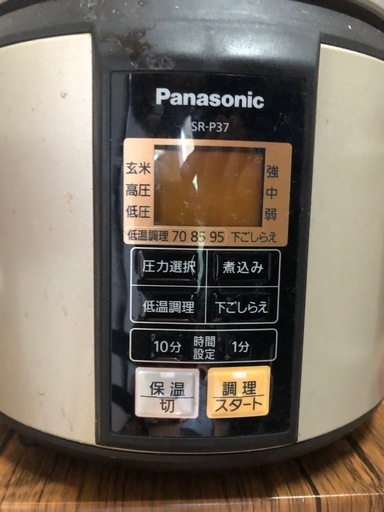 Panasonic
SR-P37
玄米 強
高圧 中
低圧 弱
低温調理 70 85 95 下ごしらえ
圧力選択 煮込み
低温調理 下ごしらえ
10分 時間設定 1分
保温 調理
切 スタート